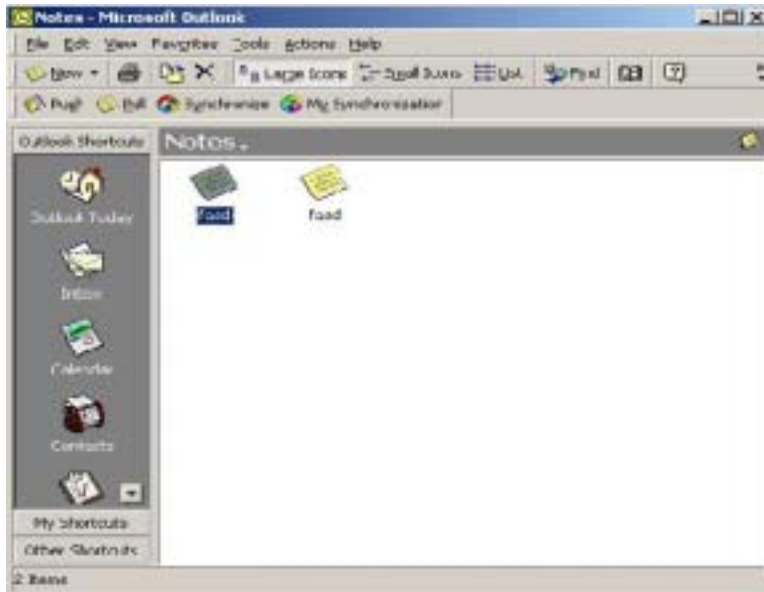 Notes - Microsoft Outlook
File Edit View Favorites Tools Actions Help
New Large Icons Small Icons List Find
Push Pull Synchronize My Synchronization
Outlook Shortcuts
Notes.
Outlook Today
food
food
Inbox
Calendar
Contacts
My Shortcuts
Other Shortcuts
2 Items